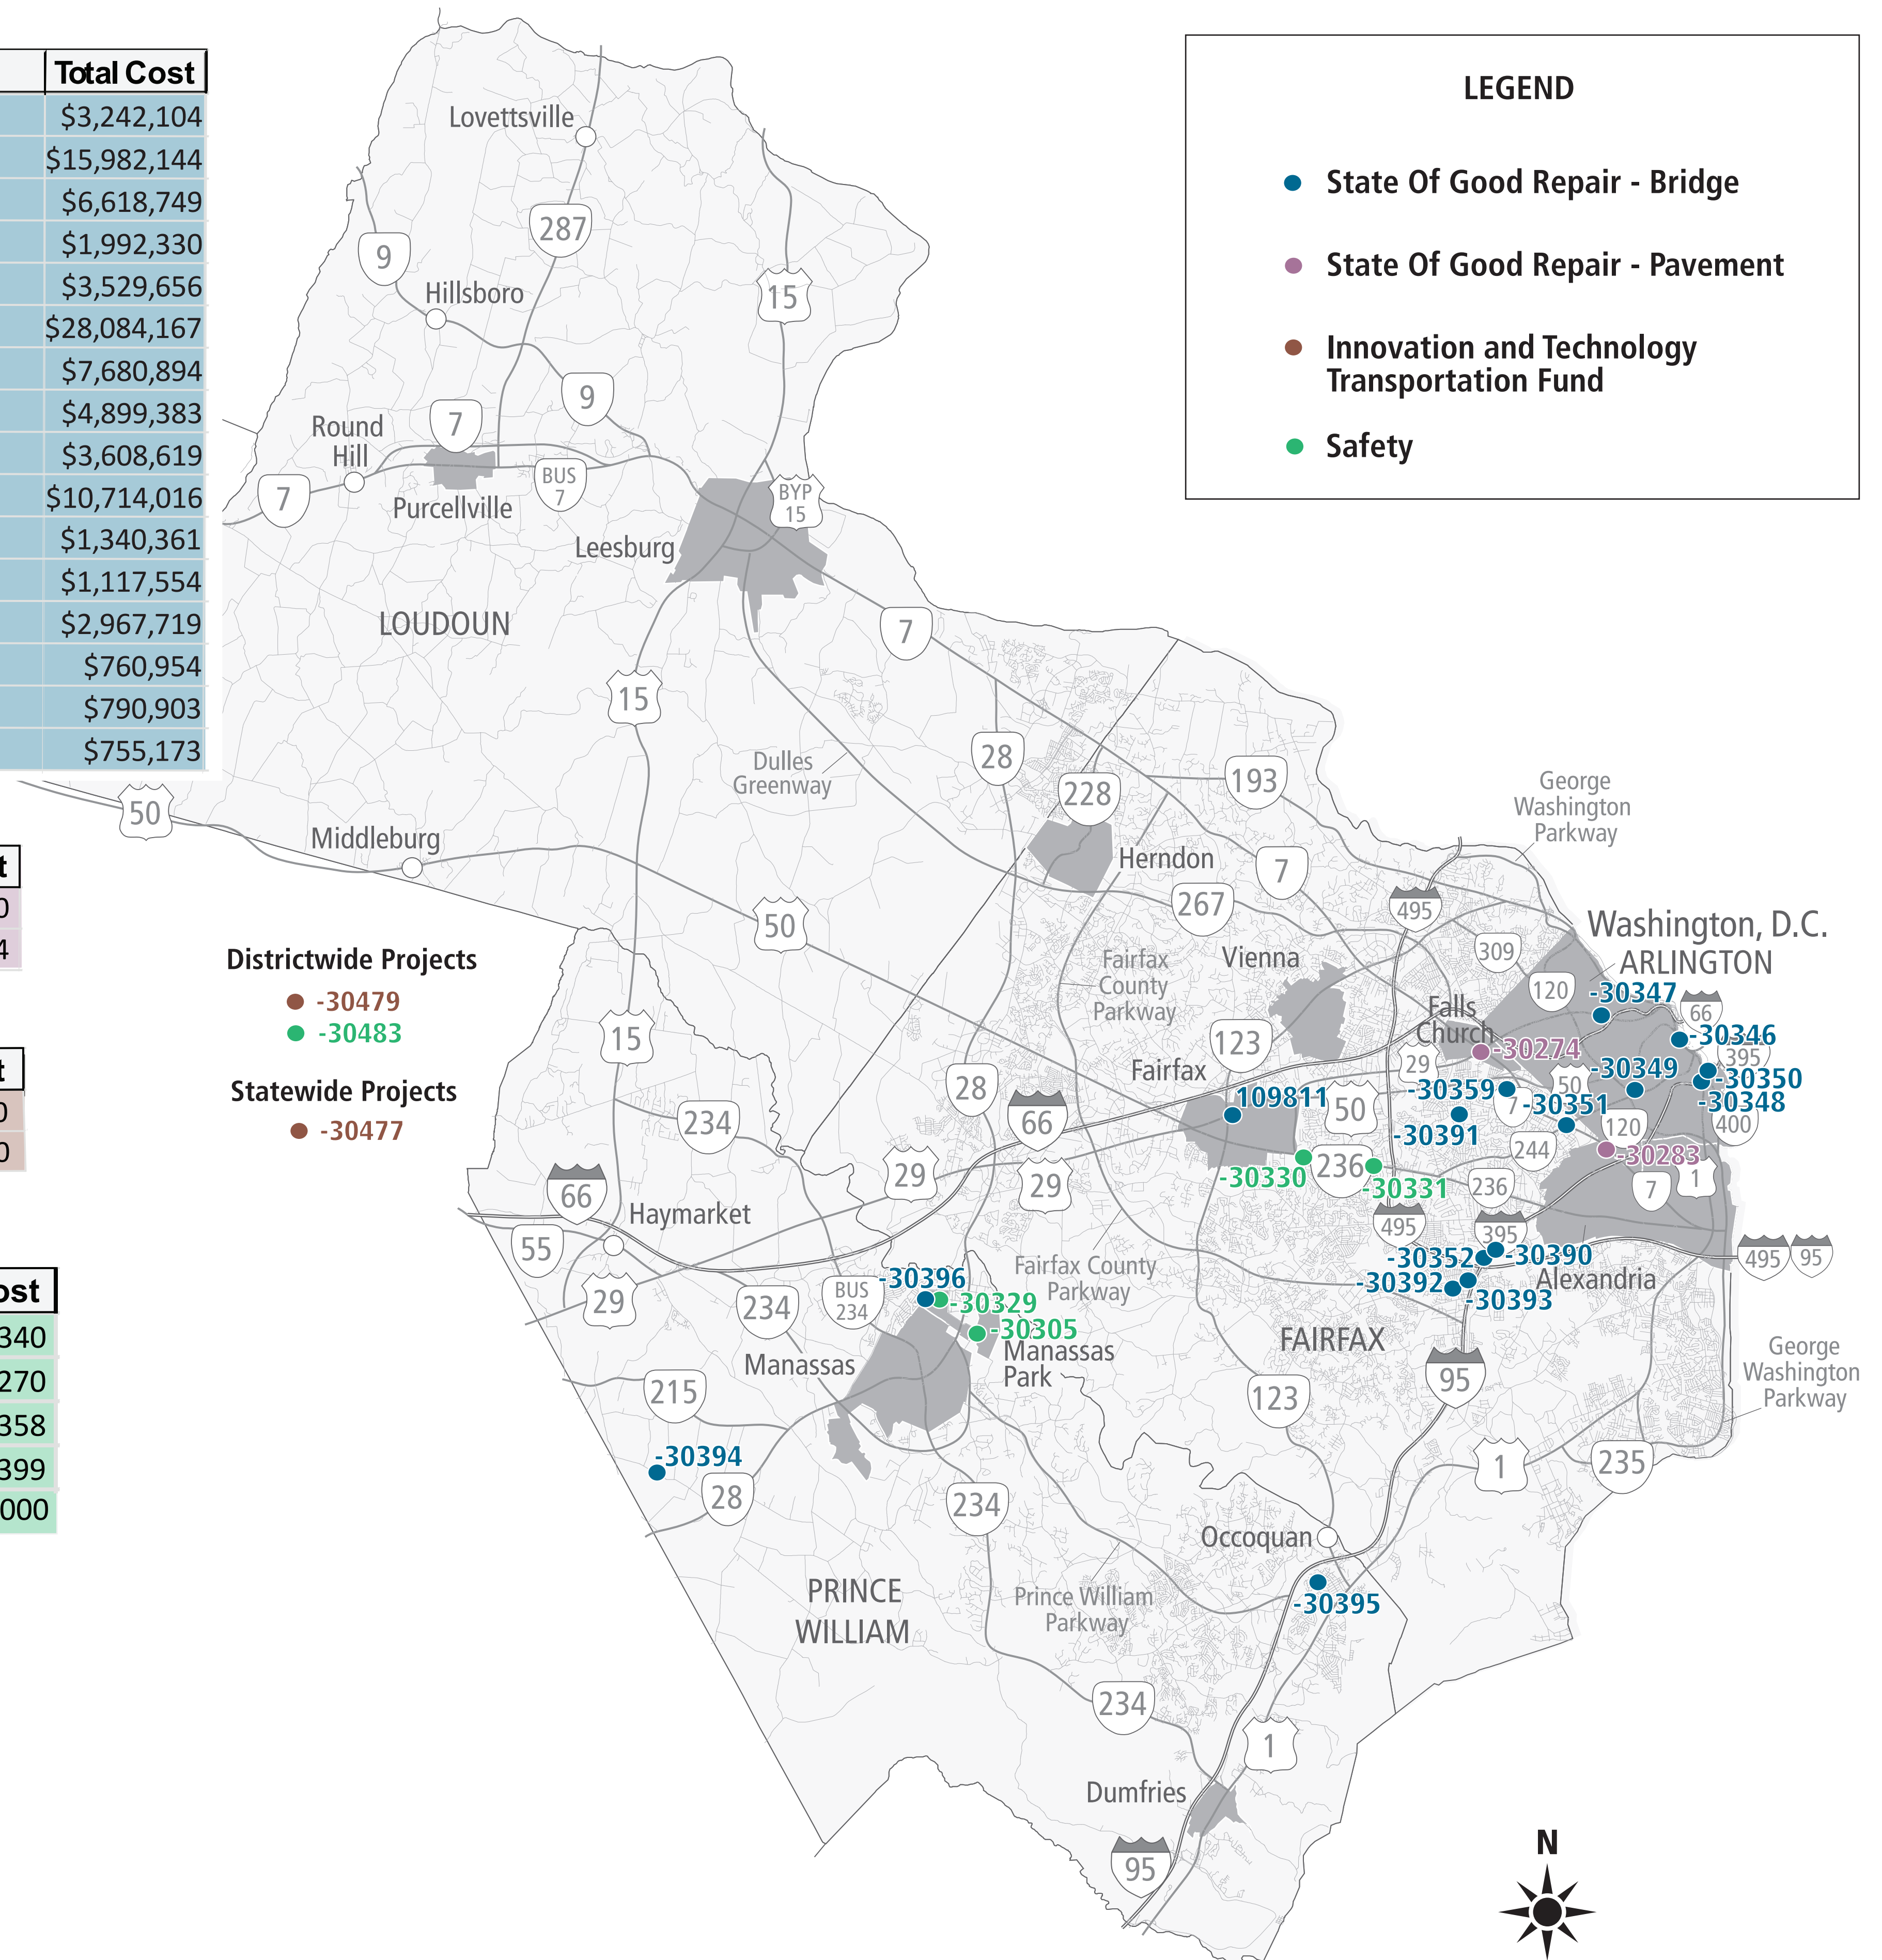 Total Cost
$3,242,104
$15,982,144
$6,618,749
$1,992,330
$3,529,656
$28,084,167
$7,680,894
$4,899,383
$3,608,619
$10,714,016
$1,340,361
$1,117,554
$2,967,719
$760,954
$790,903
$755,173
t
0
4
t
0
0
ost
340
270
358
399
000
LEGEND
State Of Good Repair - Bridge
State Of Good Repair - Pavement
Innovation and Technology
Transportation Fund
Safety
Districtwide Projects
-30479
-30483
Statewide Projects
-30477
Lovettsville
287
9
Hillsboro
15
9
Round
Hill
7
7
Purcellville
BUS
7
BYP
15
Leesburg
LOUDOUN
7
15
Dulles
Greenway
28
228
193
George
Washington
Parkway
50
Middleburg
Herndon
7
267
495
50
Washington, D.C.
ARLINGTON
309
Vienna
Fairfax
County
Parkway
120
-30347
66
Falls
Church
15
123
-30346
395
-30274
29
Fairfax
-30349
50
-30350
28
109811
50
-30359
7
-30351
-30348
66
234
-30391
120
400
244
-30283
29
29
-30330
236
-30331
236
7
1
66
Haymarket
55
495
395
-30352
-30390
495
95
Fairfax County
Parkway
-30392
-30393
Alexandria
-30396
-30329
-30305
29
234
BUS
234
Manassas
Manassas
Park
FAIRFAX
George
Washington
Parkway
215
123
95
-30394
28
234
1
235
Occoquan
PRINCE
WILLIAM
Prince William
Parkway
-30395
234
1
Dumfries
95
N